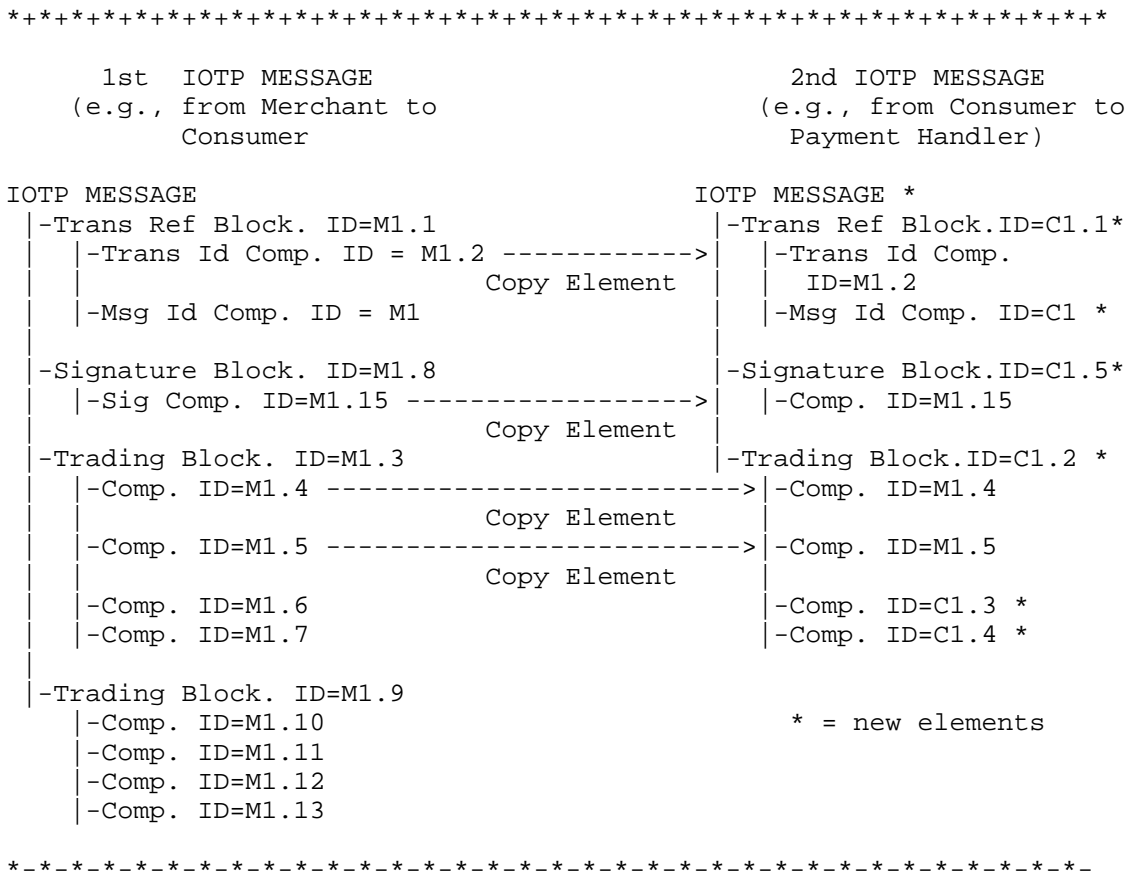 *+*+*+*+*+*+*+*+*+*+*+*+*+*+*+*+*+*+*+*+*+*+*+*+*+*+*+*+*+*+*+*+*+*+*

      1st  IOTP MESSAGE                          2nd IOTP MESSAGE
    (e.g., from Merchant to                    (e.g., from Consumer to
           Consumer                              Payment Handler)

IOTP MESSAGE                               IOTP MESSAGE *
 |-Trans Ref Block. ID=M1.1                 |-Trans Ref Block.ID=C1.1*
 |  |-Trans Id Comp. ID = M1.2 ------------>|  |-Trans Id Comp.
 |  |                         Copy Element  |  |  ID=M1.2
 |  |-Msg Id Comp. ID = M1                  |  |-Msg Id Comp. ID=C1 *
 |                                          |
 |-Signature Block. ID=M1.8                 |-Signature Block.ID=C1.5*
 |  |-Sig Comp. ID=M1.15 ------------------>|  |-Comp. ID=M1.15
 |                            Copy Element  |
 |-Trading Block. ID=M1.3                   |-Trading Block.ID=C1.2 *
 |  |-Comp. ID=M1.4 -------------------------->|-Comp. ID=M1.4
 |  |                         Copy Element     |
 |  |-Comp. ID=M1.5 -------------------------->|-Comp. ID=M1.5
 |  |                         Copy Element     |
 |  |-Comp. ID=M1.6                            |-Comp. ID=C1.3 *
 |  |-Comp. ID=M1.7                            |-Comp. ID=C1.4 *
 |
 |-Trading Block. ID=M1.9
    |-Comp. ID=M1.10                             * = new elements
    |-Comp. ID=M1.11
    |-Comp. ID=M1.12
    |-Comp. ID=M1.13

*-*-*-*-*-*-*-*-*-*-*-*-*-*-*-*-*-*-*-*-*-*-*-*-*-*-*-*-*-*-*-*-*-*-